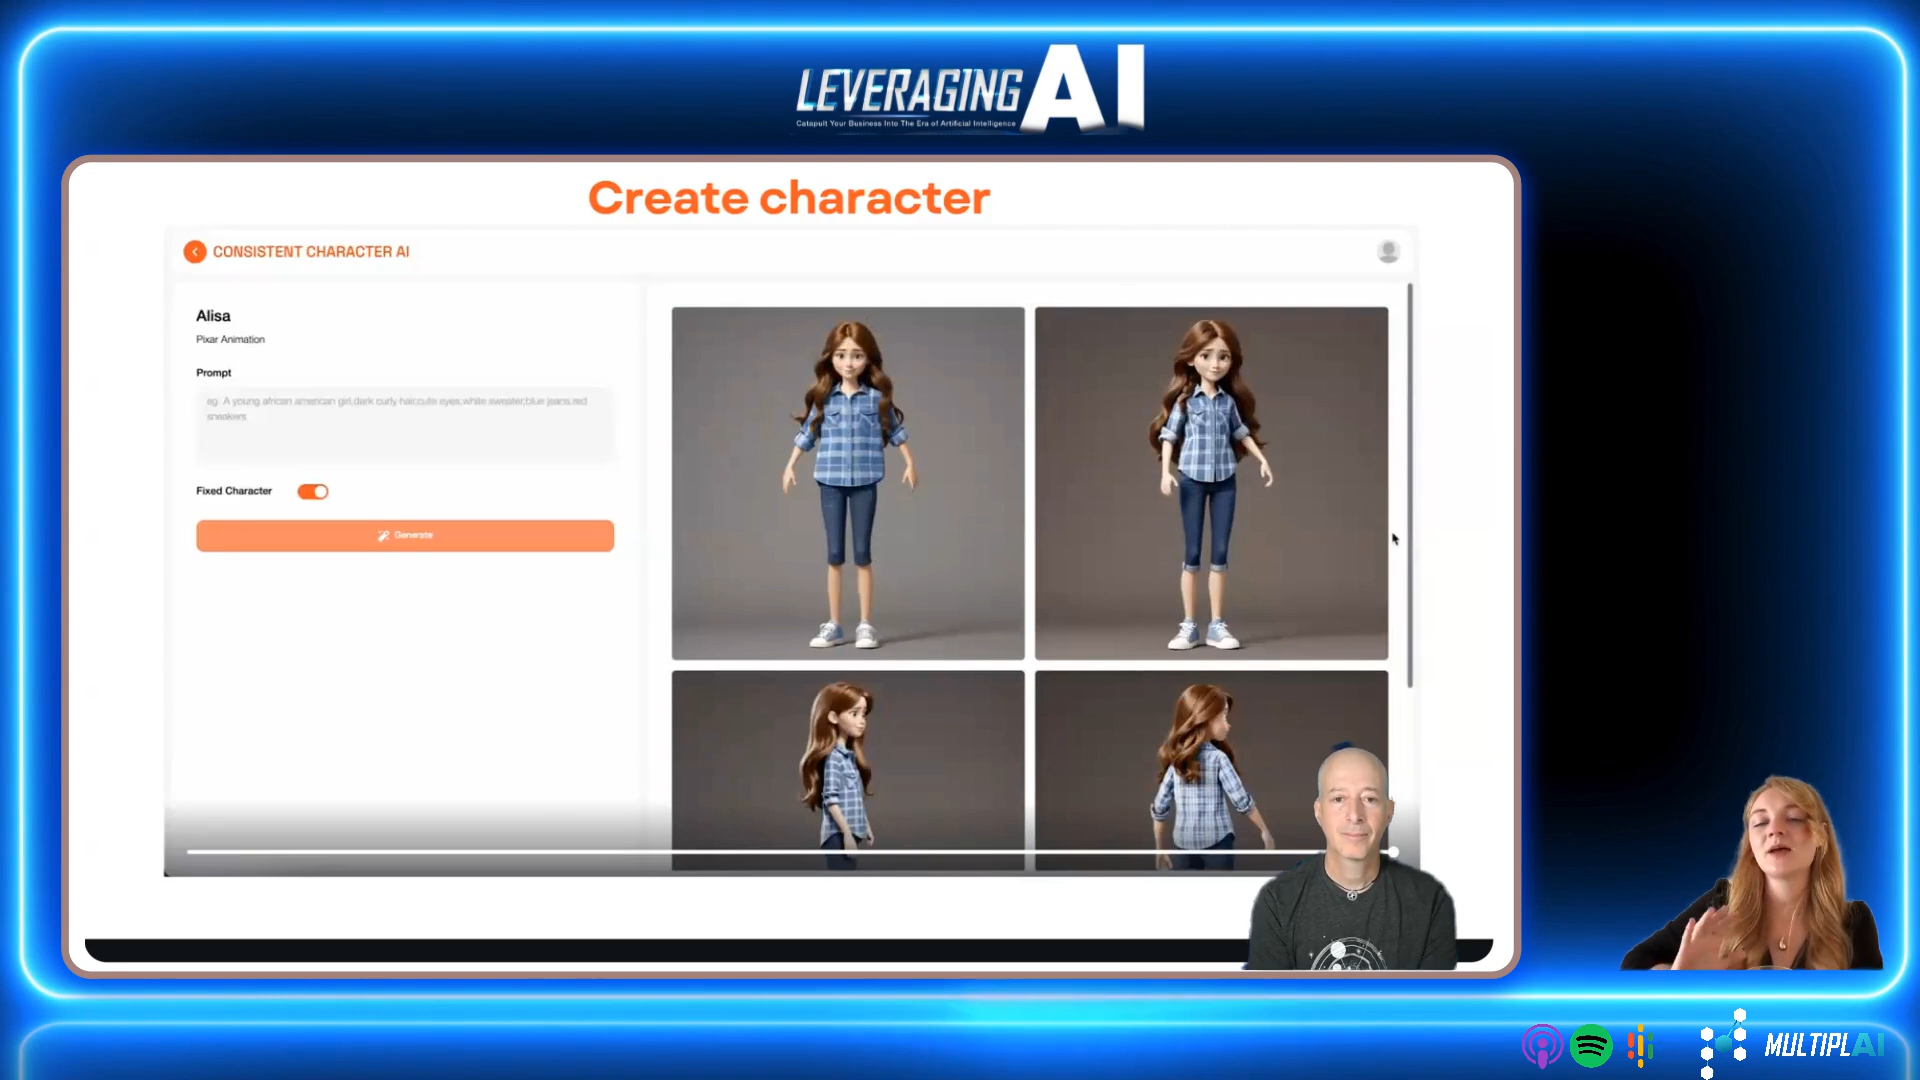 LEVERAGING AI
Catapult Your Business Into The Era of Artificial Intelligence
Create character
CONSISTENT CHARACTER AI
Alisa
Pixar Animation
Prompt
eg. A young african american girl,dark curly hair,cute eyes,white sweater,blue jeans,red
sneakers
Fixed Character
Generate
MULTIPLAI